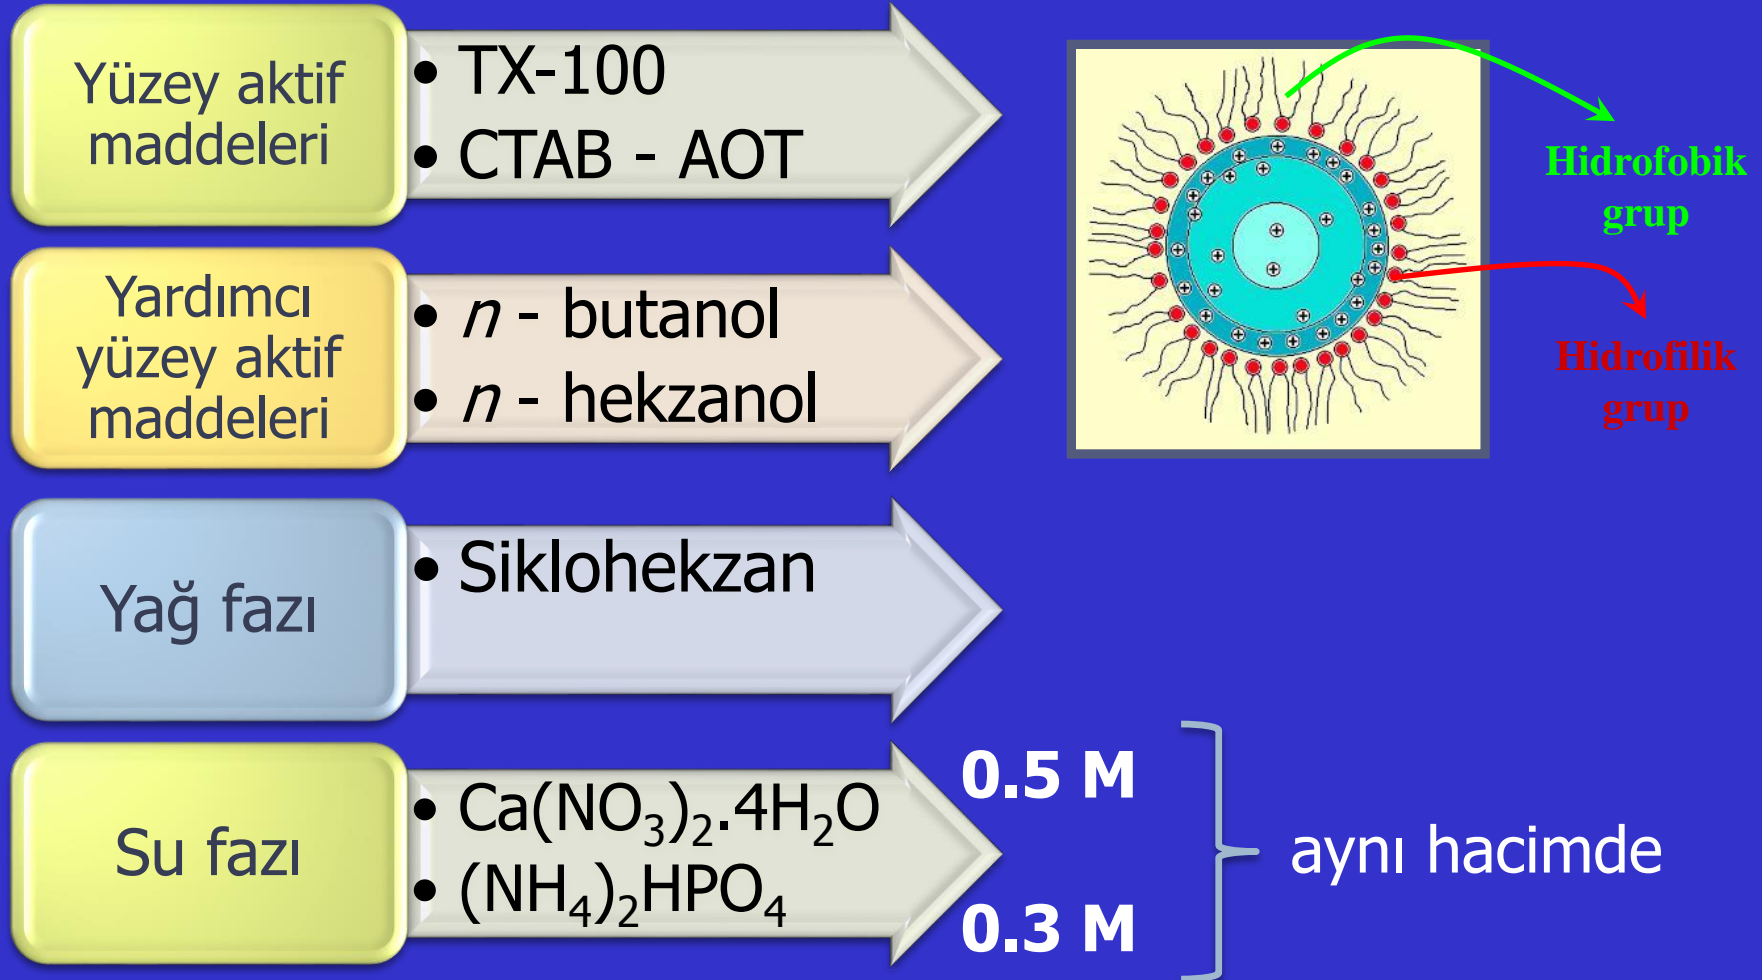 Yüzey aktif
maddeleri
• TX-100
• CTAB - AOT
Hidrofobik
grup
Yardımcı
yüzey aktif
maddeleri
• n - butanol
• n - hekzanol
Hidrofilik
grup
Yağ fazı
• Siklohekzan
Su fazı
• Ca(NO₃)₂.4H₂O
• (NH₄)₂HPO₄
0.5 M
0.3 M
aynı hacimde